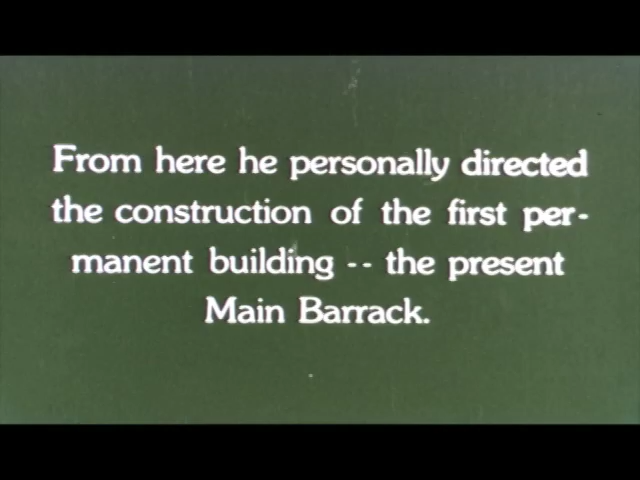 From here he personally directed
the construction of the first per-
manent building -- the present
Main Barrack.